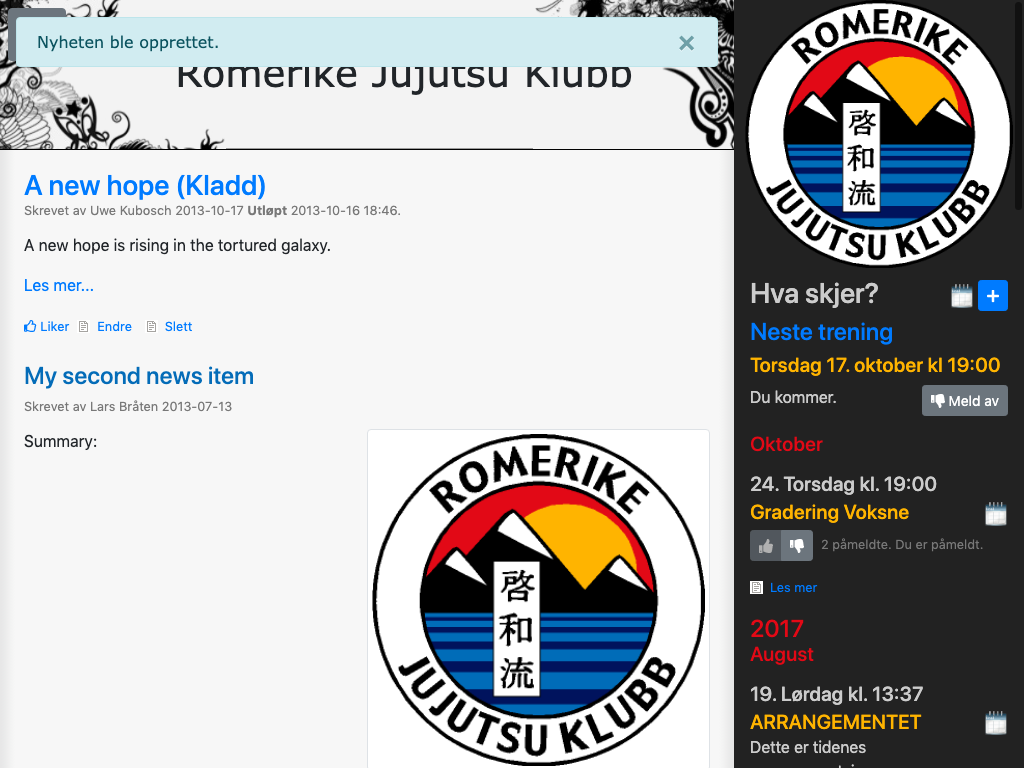 Nyheten ble opprettet. ×
Romerike Jujutsu Klubb
A new hope (Kladd)
Skrevet av Uwe Kubosch 2013-10-17 Utløpt 2013-10-16 18:46.
A new hope is rising in the tortured galaxy.
Les mer...
Liker Endre Slett
My second news item
Skrevet av Lars Bråten 2013-07-13
Summary:
ROMERIKE
啓和流
JUJUTSU KLUBB
ROMERIKE
啓和流
JUJUTSU KLUBB
Hva skjer? +
Neste trening
Torsdag 17. oktober kl 19:00
Du kommer. Meld av
Oktober
24. Torsdag kl. 19:00
Gradering Voksne
2 påmeldte. Du er påmeldt.
Les mer
2017
August
19. Lørdag kl. 13:37
ARRANGEMENTET
Dette er tidenes